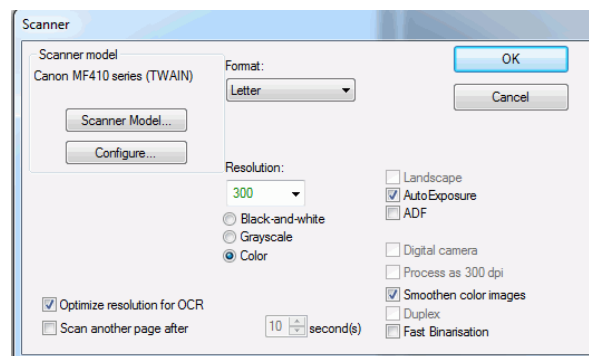 Scanner
Scanner model
Canon MF410 series (TWAIN)
Scanner Model...
Configure...
Format:
Letter
OK
Cancel
Resolution:
300
Black-and-white
Grayscale
Color
Landscape
AutoExposure
ADF
Digital camera
Process as 300 dpi
Smoothen color images
Duplex
Fast Binarisation
Optimize resolution for OCR
Scan another page after
10 second(s)